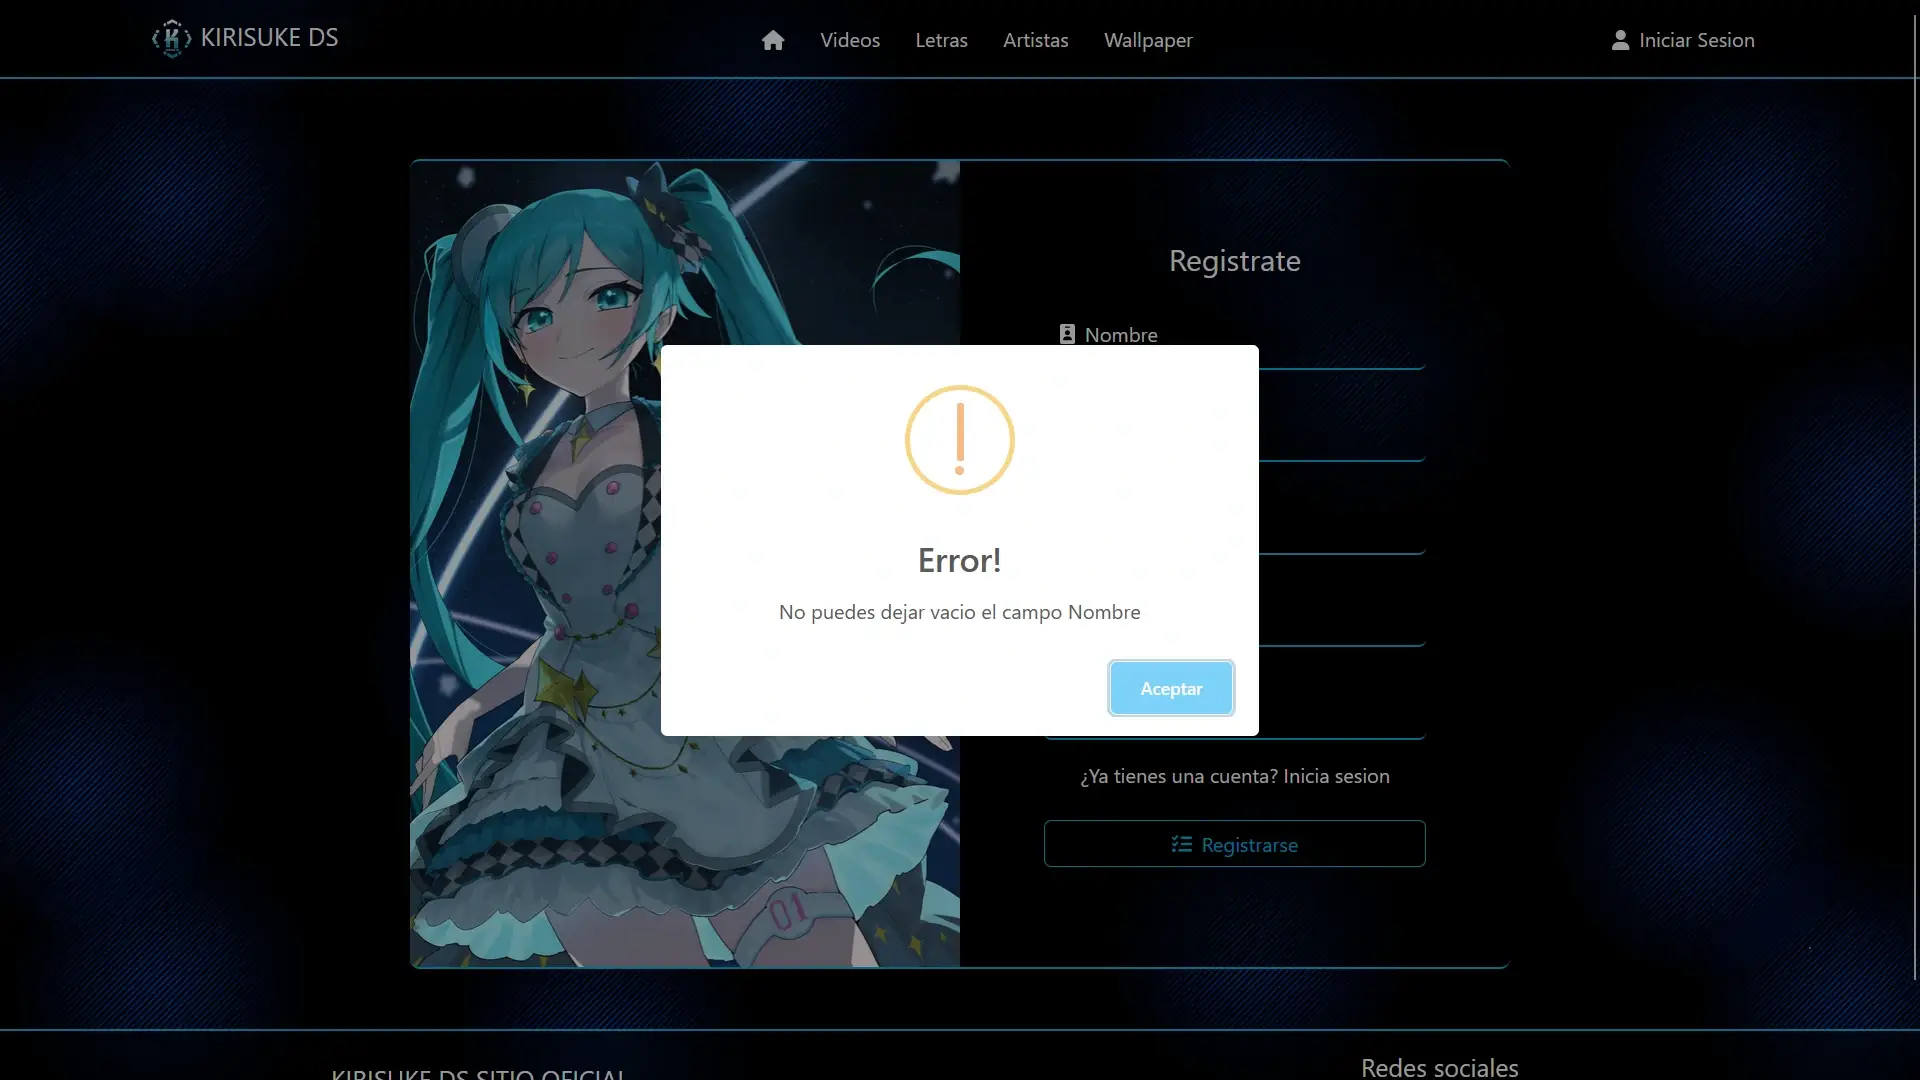 KIRISUKE DS
Videos
Letras
Artistas
Wallpaper
Iniciar Sesion
Registrate
Nombre
Error!
No puedes dejar vacio el campo Nombre
Aceptar
¿Ya tienes una cuenta? Inicia sesion
Registrarse
01
KIRISUKE DS SITIO OFICIAL
Redes sociales